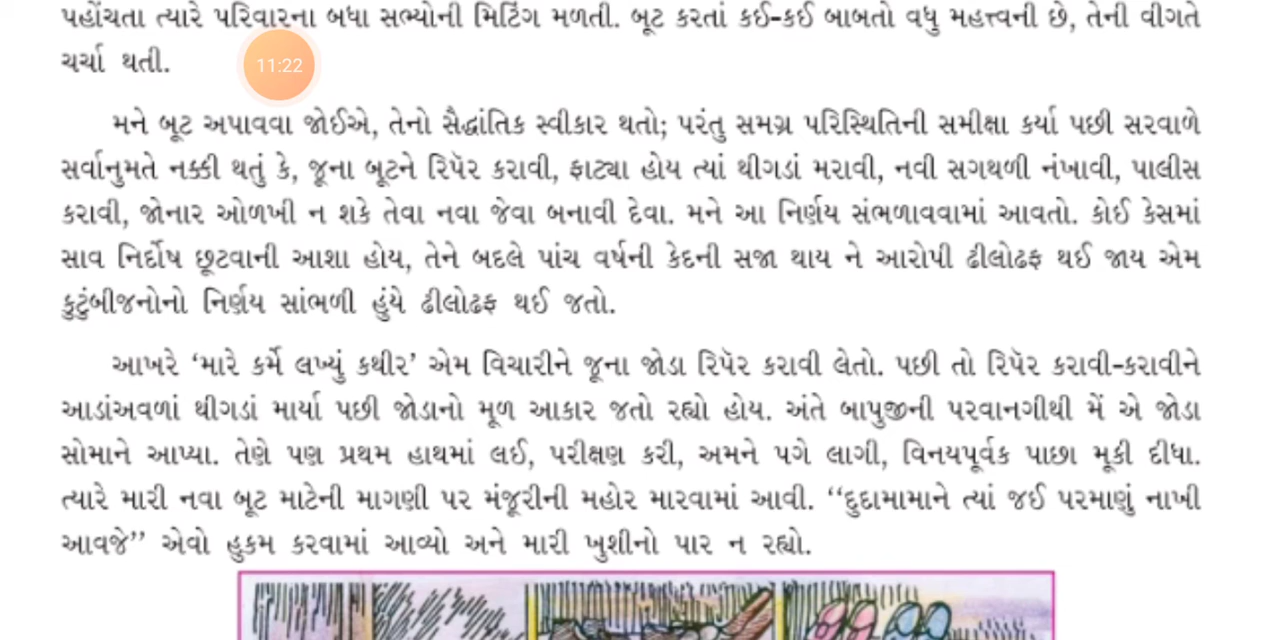 પહોંચતા ત્યારે પરિવારના બધા સભ્યોની મિટિંગ મળતી. બૂટ કરતાં કઈ-કઈ બાબતો વધુ મહત્ત્વની છે, તેની વીગતે
ચર્ચા થતી.
11:22
મને બૂટ અપાવવા જોઈએ, તેનો સૈદ્ધાંતિક સ્વીકાર થતો; પરંતુ સમગ્ર પરિસ્થિતિની સમીક્ષા કર્યા પછી સરવાળે
સર્વાનુમતે નક્કી થતું કે, જૂના બૂટને રિપૅર કરાવી, ફાટ્યા હોય ત્યાં થીગડાં મરાવી, નવી સગથળી નંખાવી, પાલીસ
કરાવી, જોનાર ઓળખી ન શકે તેવા નવા જેવા બનાવી દેવા. મને આ નિર્ણય સંભળાવવામાં આવતો. કોઈ કેસમાં
સાવ નિર્દોષ છૂટવાની આશા હોય, તેને બદલે પાંચ વર્ષની કેદની સજા થાય ને આરોપી ઢીલોઢફ થઈ જાય એમ
કુટુંબીજનોનો નિર્ણય સાંભળી હુંયે ઢીલોઢફ થઈ જતો.
આખરે ‘મારે કર્મે લખ્યું કથીર’ એમ વિચારીને જૂના જોડા રિપૅર કરાવી લેતો. પછી તો રિપૅર કરાવી-કરાવીને
આડાંઅવળાં થીગડાં માર્યા પછી જોડાનો મૂળ આકાર જતો રહ્યો હોય. અંતે બાપુજીની પરવાનગીથી મેં એ જોડા
સોમાને આપ્યા. તેણે પણ પ્રથમ હાથમાં લઈ, પરીક્ષણ કરી, અમને પગે લાગી, વિનયપૂર્વક પાછા મૂકી દીધા.
ત્યારે મારી નવા બૂટ માટેની માગણી પર મંજૂરીની મહોર મારવામાં આવી. “દુદામામાને ત્યાં જઈ પરમાણું નાખી
આવજે” એવો હુકમ કરવામાં આવ્યો અને મારી ખુશીનો પાર ન રહ્યો.